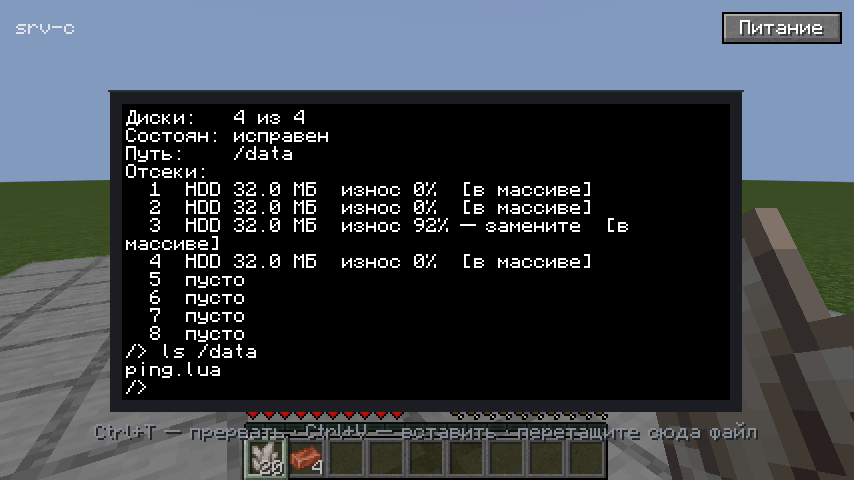 srv-c
Питание
Диски: 4 из 4
Состоян: исправен
Путь: /data
Отсеки:
1 HDD 32.0 МБ износ 0% [в массиве]
2 HDD 32.0 МБ износ 0% [в массиве]
3 HDD 32.0 МБ износ 92% — замените [в
массиве]
4 HDD 32.0 МБ износ 0% [в массиве]
5 пусто
6 пусто
7 пусто
8 пусто
/> ls /data
ping.lua
/>
Ctrl+T — прервать · Ctrl+V — вставить · перетащите сюда файл
20
4